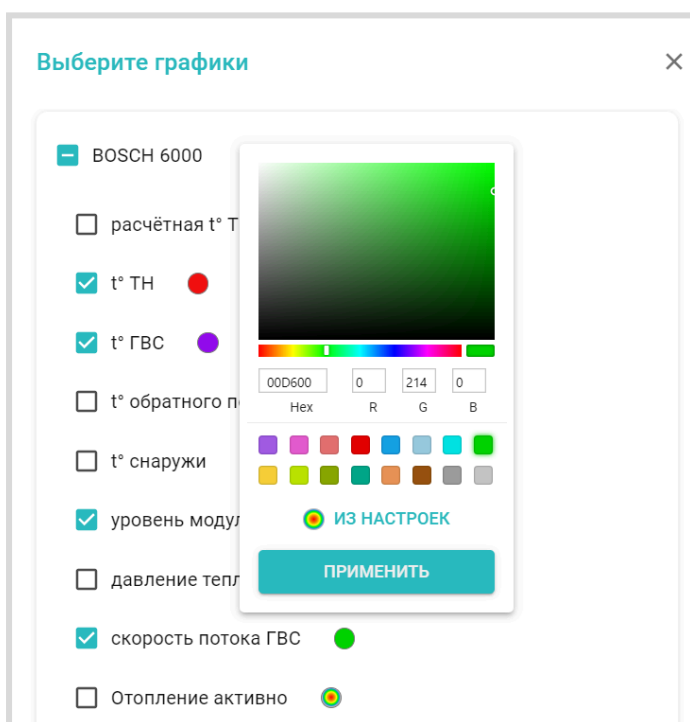 Выберите графики
BOSCH 6000
расчётная t° Т
t° ТН
t° ГВС
00D600 0 214 0
Hex R G B
t° обратного п
t° снаружи
уровень модул
ИЗ НАСТРОЕК
давление тепл
ПРИМЕНИТЬ
скорость потока ГВС
Отопление активно